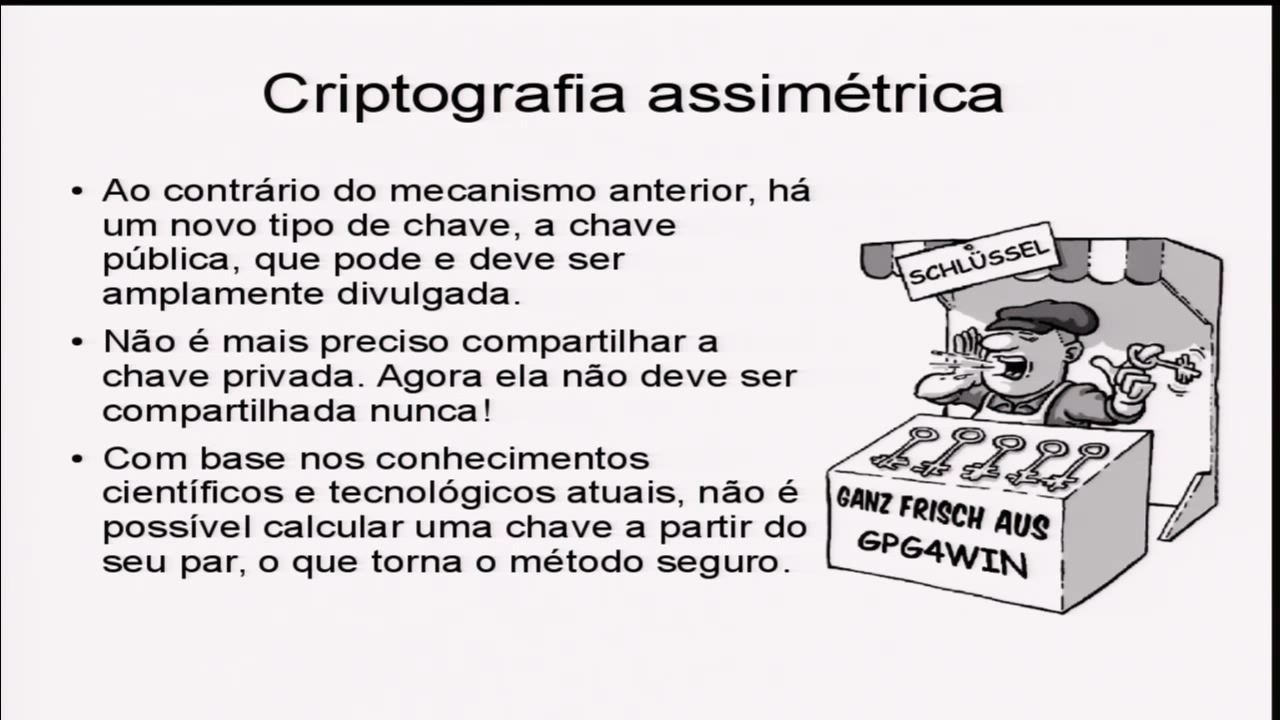 Criptografia assimétrica
• Ao contrário do mecanismo anterior, há
um novo tipo de chave, a chave
pública, que pode e deve ser
amplamente divulgada.
• Não é mais preciso compartilhar a
chave privada. Agora ela não deve ser
compartilhada nunca!
• Com base nos conhecimentos
científicos e tecnológicos atuais, não é
possível calcular uma chave a partir do
seu par, o que torna o método seguro.
SCHLÜSSEL
GANZ FRISCH AUS
GPG4WIN